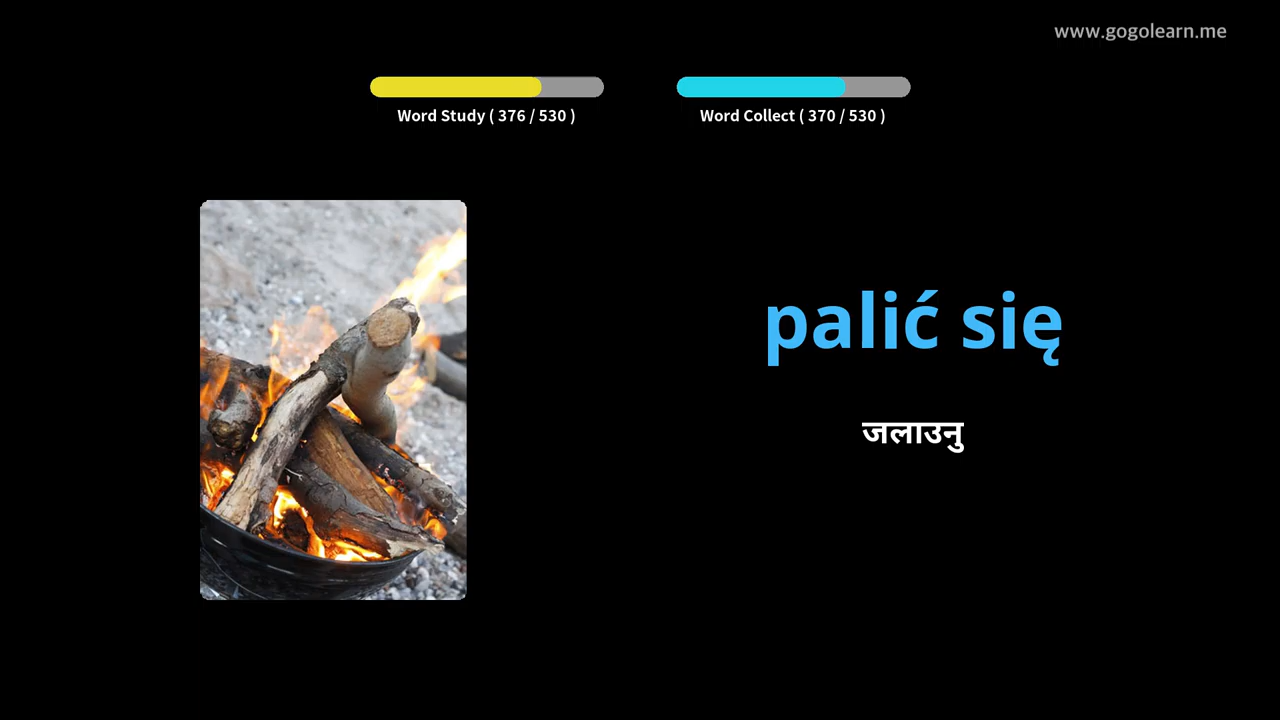 www.gogolearn.me
Word Study ( 376 / 530 )
Word Collect ( 370 / 530 )
palić się
जलाउनु